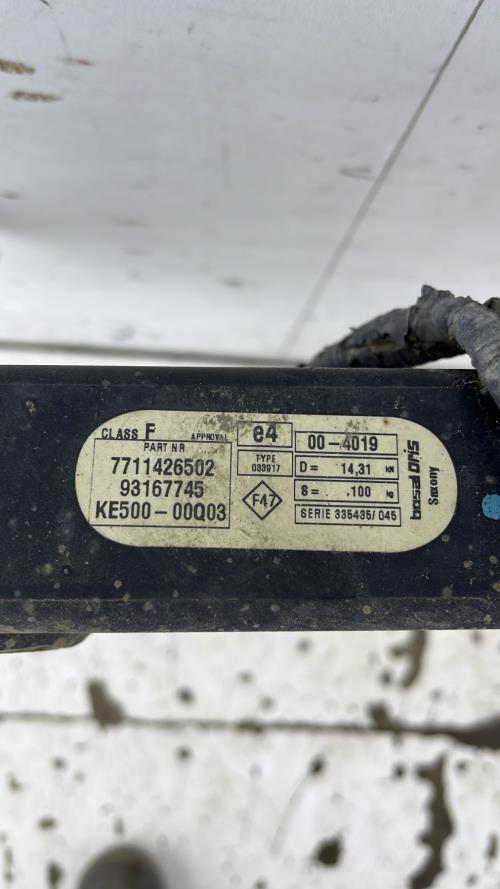 CLASS F APPROVAL e4 00-4019
PART NR
7711426502
93167745
KE500-00Q03
TYPE
033917
F47
D = 14,31 kN
S = .100 kg
SERIE 335435/045
bosal oris
Saxony